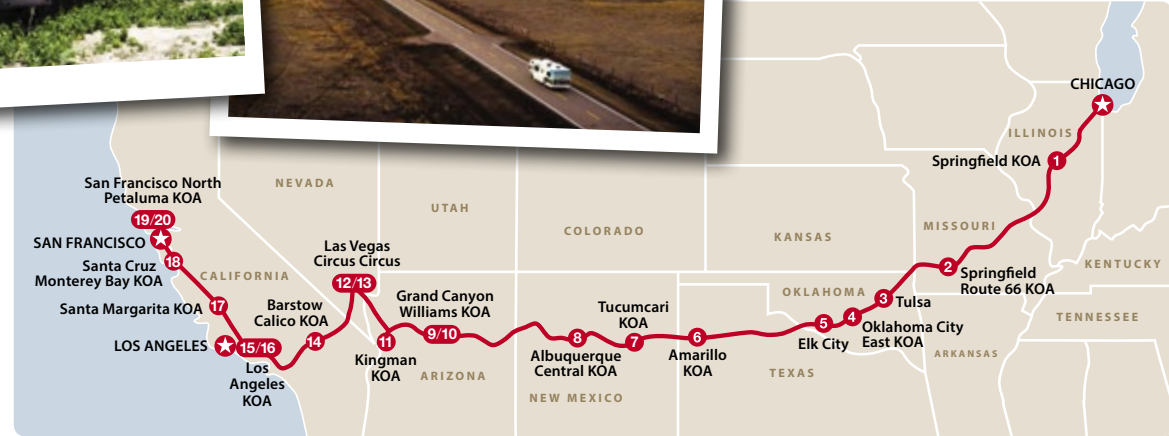 CHICAGO
ILLINOIS
Springfield KOA
1
San Francisco North
Petaluma KOA
19/20
SAN FRANCISCO
18
Santa Cruz
Monterey Bay KOA
NEVADA
UTAH
COLORADO
KANSAS
MISSOURI
KENTUCKY
CALIFORNIA
Las Vegas
Circus Circus
12/13
2
Springfield
Route 66 KOA
Santa Margarita KOA
17
Barstow
Calico KOA
14
Grand Canyon
Williams KOA
9/10
Tucumcari
KOA
7
OKLAHOMA
3
Tulsa
TENNESSEE
LOS ANGELES
15/16
Los
Angeles
KOA
11
Kingman
KOA
ARIZONA
8
Albuquerque
Central KOA
NEW MEXICO
6
Amarillo
KOA
5
Elk City
4
Oklahoma City
East KOA
ARKANSAS
TEXAS